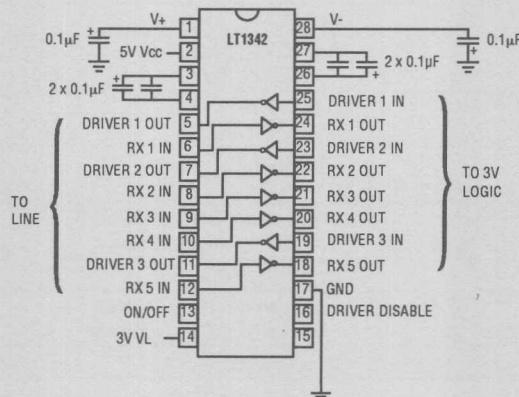 V+ 1 28 V-
0.1µF + LT1342 0.1µF +
5V Vcc 2 27
2 x 0.1µF + 3 26 + 2 x 0.1µF
4 25 DRIVER 1 IN
DRIVER 1 OUT 5 24 RX 1 OUT
RX 1 IN 6 23 DRIVER 2 IN
DRIVER 2 OUT 7 22 RX 2 OUT
RX 2 IN 8 21 RX 3 OUT
RX 3 IN 9 20 RX 4 OUT
RX 4 IN 10 19 DRIVER 3 IN
DRIVER 3 OUT 11 18 RX 5 OUT
RX 5 IN 12 17 GND
ON/OFF 13 16 DRIVER DISABLE
3V VL 14 15
TO
LINE
TO 3V
LOGIC